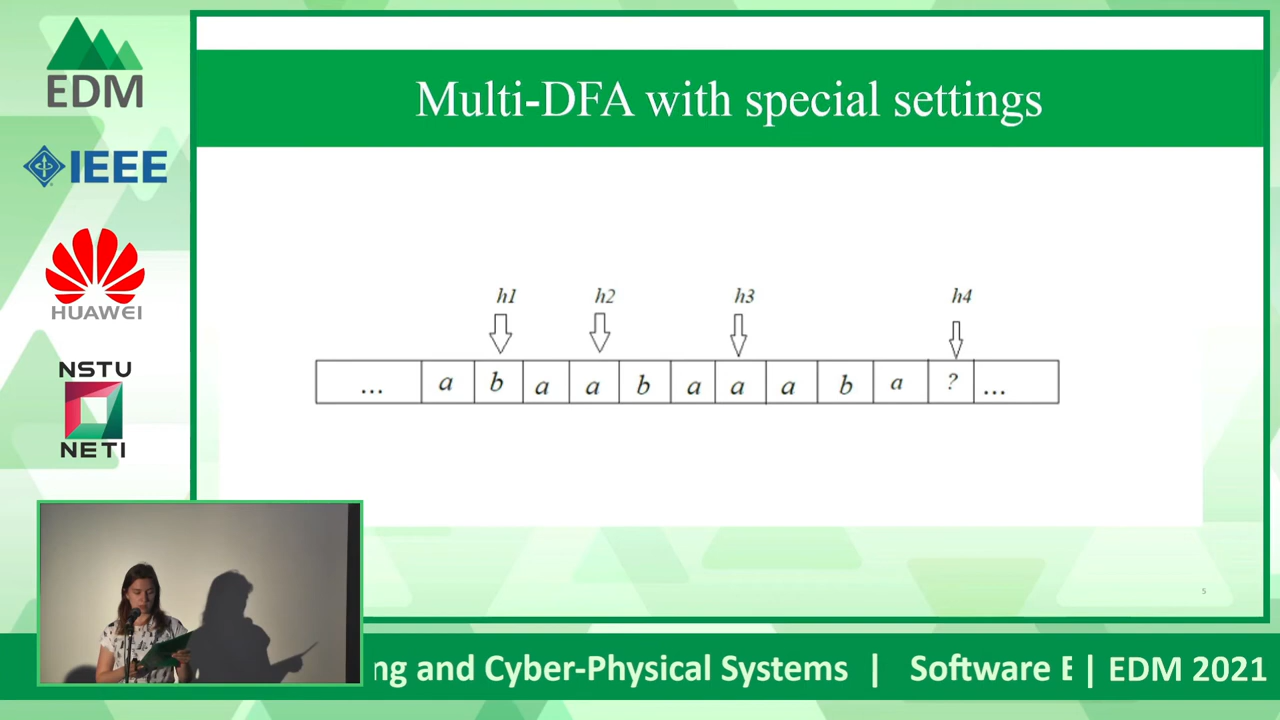 EDM
IEEE
HUAWEI
NSTU
NETI
Multi-DFA with special settings
h1 h2 h3 h4
... a b a a b a a a b a ? ...
5
ng and Cyber-Physical Systems | Software E | EDM 2021